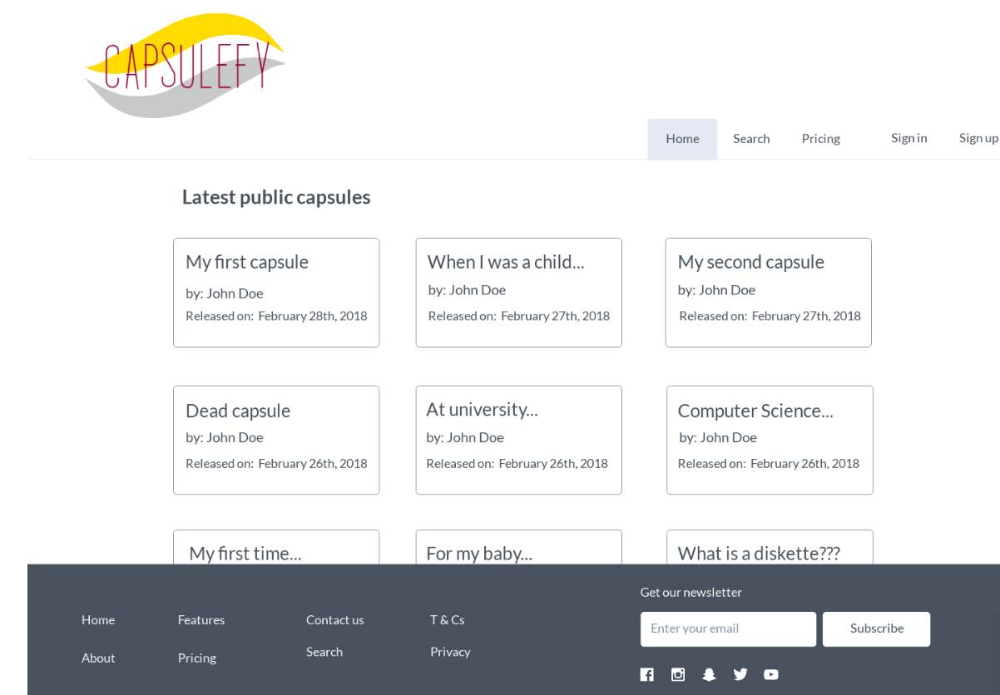 CAPSULEFY
Home Search Pricing Sign in Sign up
Latest public capsules
My first capsule
by: John Doe
Released on: February 28th, 2018
When I was a child...
by: John Doe
Released on: February 27th, 2018
My second capsule
by: John Doe
Released on: February 27th, 2018
Dead capsule
by: John Doe
Released on: February 26th, 2018
At university...
by: John Doe
Released on: February 26th, 2018
Computer Science...
by: John Doe
Released on: February 26th, 2018
My first time...
For my baby...
What is a diskette???
Home
About
Features
Pricing
Contact us
Search
T & Cs
Privacy
Get our newsletter
Enter your email
Subscribe